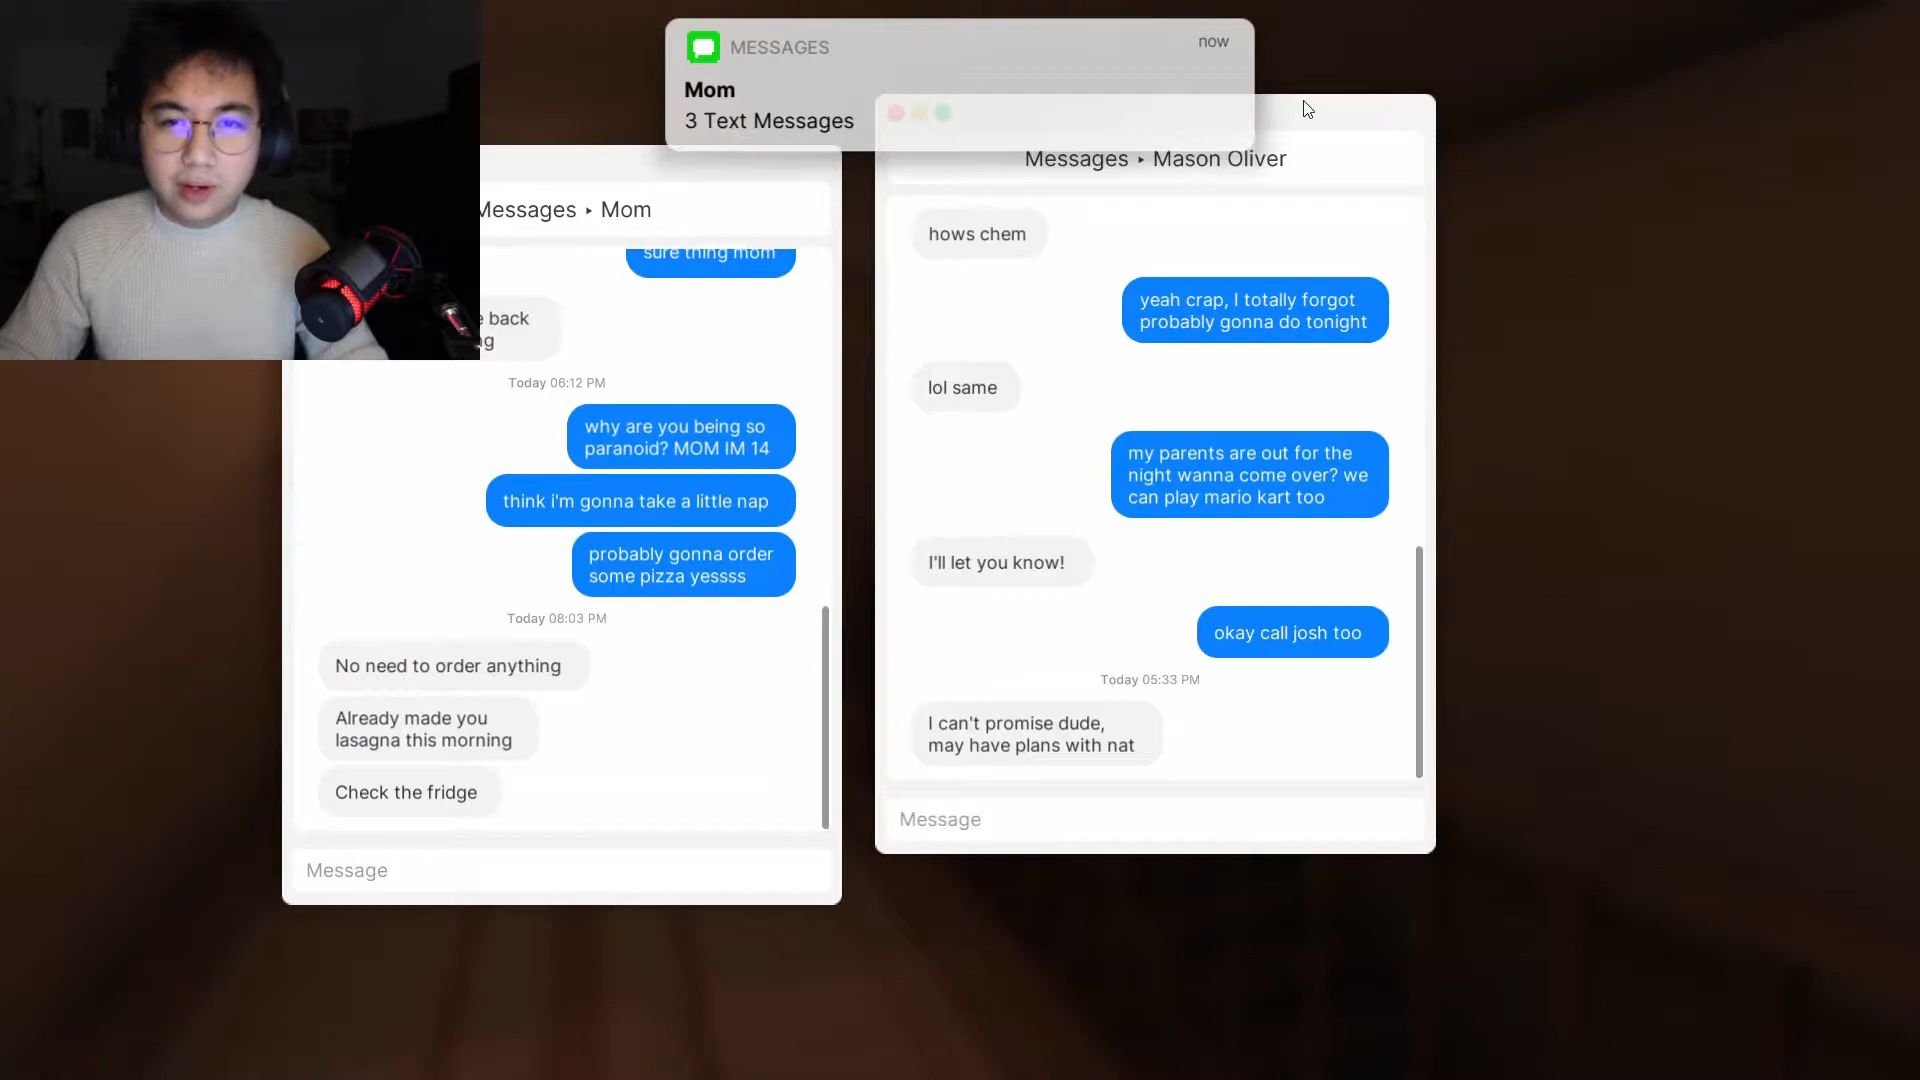 MESSAGES
now
Mom
3 Text Messages
Messages ‣ Mom
sure thing mom
back
Today 06:12 PM
why are you being so
paranoid? MOM IM 14
think i'm gonna take a little nap
probably gonna order
some pizza yessss
Today 08:03 PM
No need to order anything
Already made you
lasagna this morning
Check the fridge
Message
Messages ‣ Mason Oliver
hows chem
yeah crap, I totally forgot
probably gonna do tonight
lol same
my parents are out for the
night wanna come over? we
can play mario kart too
I'll let you know!
okay call josh too
Today 05:33 PM
I can't promise dude,
may have plans with nat
Message